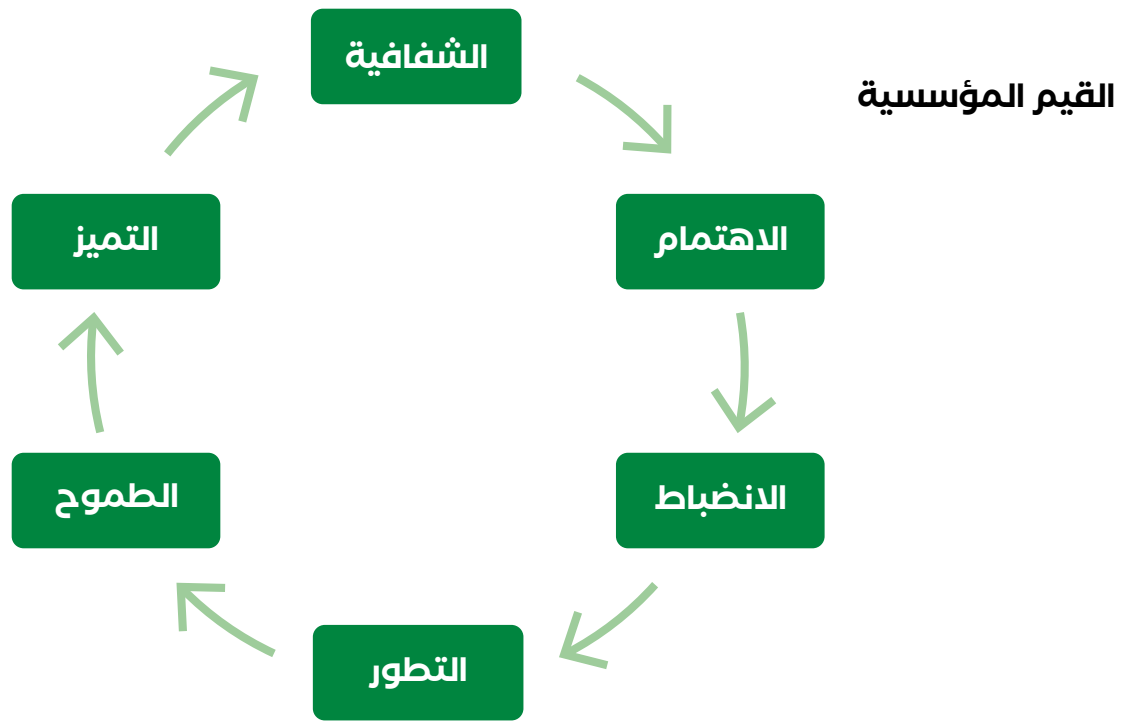 القيم المؤسسية
الشفافية
الاهتمام
الانضباط
التطور
الطموح
التميز